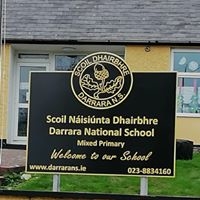 SCOIL DHAIRBHRE
DARRARA N.S.
Scoil Náisiúnta Dhairbhre
Darrara National School
Mixed Primary
Welcome to our School
www.darrarans.ie 023-8834160